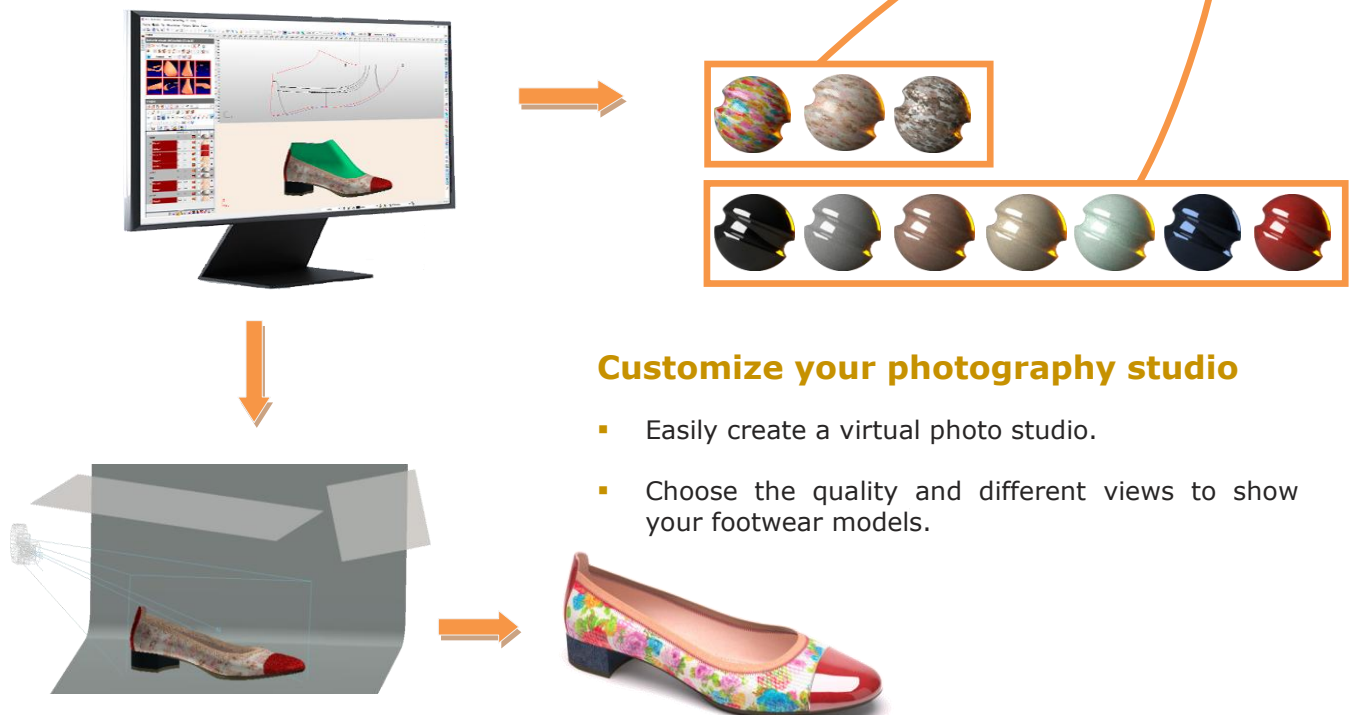 Customize your photography studio
▪ Easily create a virtual photo studio.
▪ Choose the quality and different views to show
your footwear models.